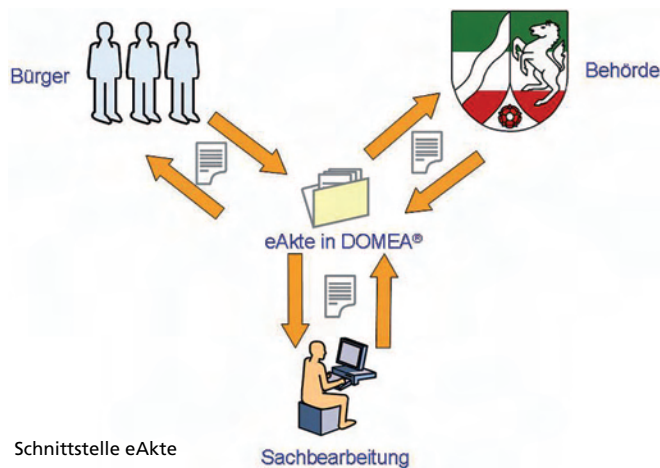 Bürger
Behörde
eAkte in DOMEA®
Schnittstelle eAkte
Sachbearbeitung